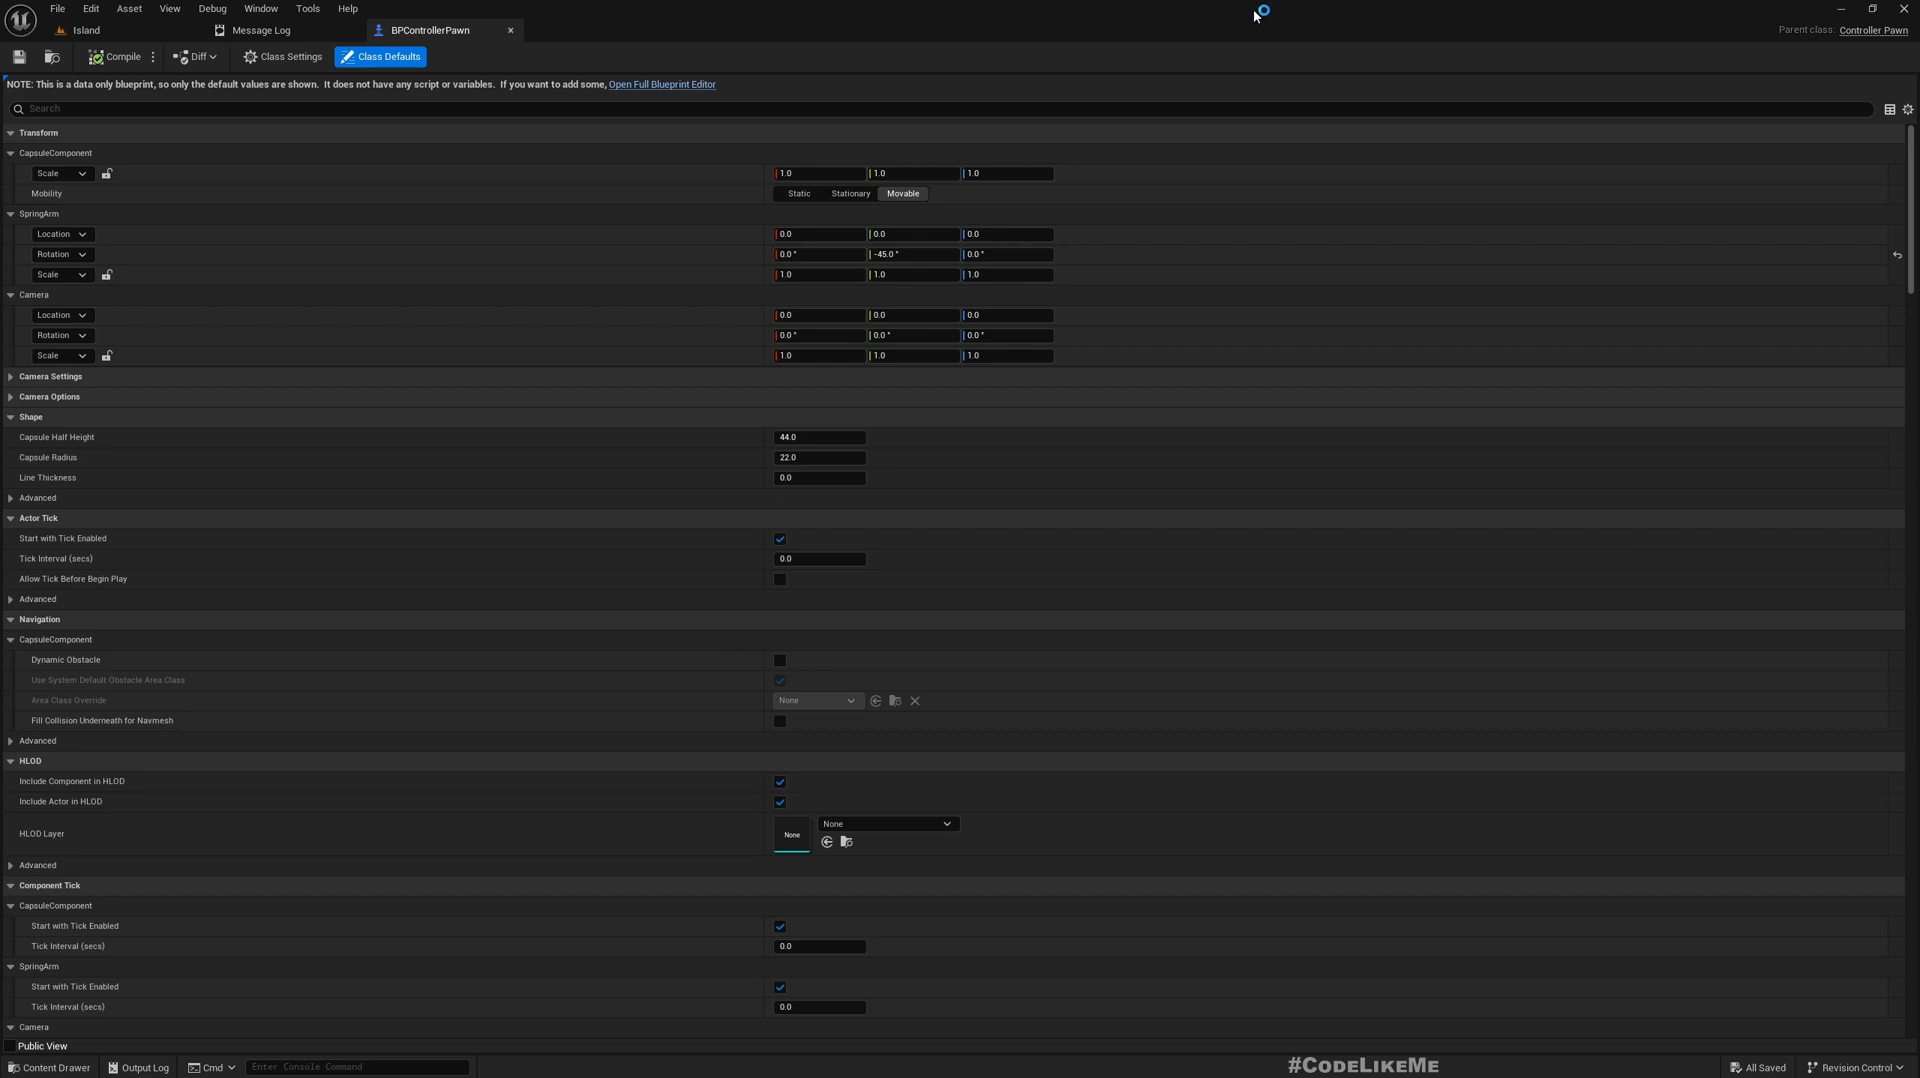 File Edit Asset View Debug Window Tools Help
Island Message Log BPControllerPawn Parent class: Controller Pawn
Compile Diff Class Settings Class Defaults
NOTE: This is a data only blueprint, so only the default values are shown. It does not have any script or variables. If you want to add some, Open Full Blueprint Editor
Search
Transform
CapsuleComponent
Scale 1.0 1.0 1.0
Mobility Static Stationary Movable
SpringArm
Location 0.0 0.0 0.0
Rotation 0.0 ° -45.0 ° 0.0 °
Scale 1.0 1.0 1.0
Camera
Location 0.0 0.0 0.0
Rotation 0.0 ° 0.0 ° 0.0 °
Scale 1.0 1.0 1.0
Camera Settings
Camera Options
Shape
Capsule Half Height 44.0
Capsule Radius 22.0
Line Thickness 0.0
Advanced
Actor Tick
Start with Tick Enabled
Tick Interval (secs) 0.0
Allow Tick Before Begin Play
Advanced
Navigation
CapsuleComponent
Dynamic Obstacle
Use System Default Obstacle Area Class
Area Class Override None
Fill Collision Underneath for Navmesh
Advanced
HLOD
Include Component in HLOD
Include Actor in HLOD
HLOD Layer None None
Advanced
Component Tick
CapsuleComponent
Start with Tick Enabled
Tick Interval (secs) 0.0
SpringArm
Start with Tick Enabled
Tick Interval (secs) 0.0
Camera
Public View
Content Drawer Output Log Cmd Enter Console Command #CODELIKEME All Saved Revision Control